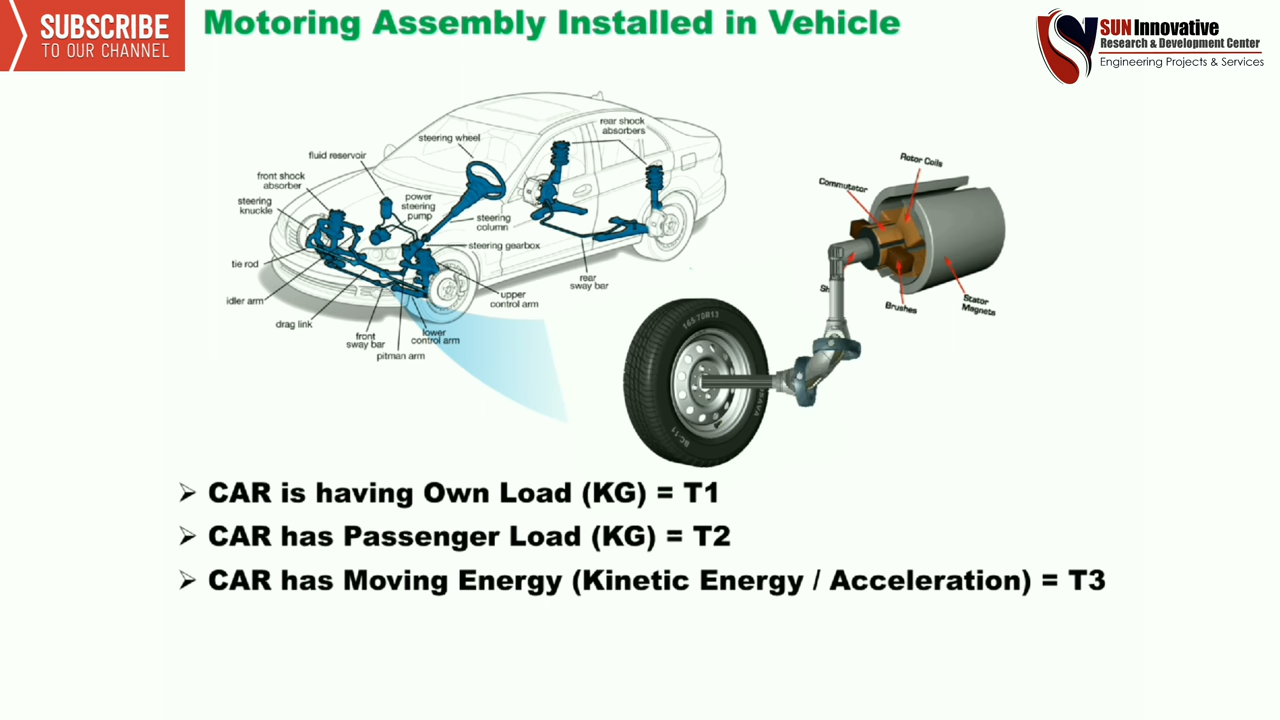 SUBSCRIBE
TO OUR CHANNEL
Motoring Assembly Installed in Vehicle
SUN Innovative
Research & Development Center
Engineering Projects & Services
steering wheel
rear shock
absorbers
fluid reservoir
front shock
absorber
steering
knuckle
power
steering
pump
steering
column
steering gearbox
tie rod
idler arm
drag link
front
sway bar
pitman arm
lower
control arm
upper
control arm
rear
sway bar
Commutator
Rotor Coils
Brushes
Stator
Magnets
165/70R13
BC-11
➢ CAR is having Own Load (KG) = T1
➢ CAR has Passenger Load (KG) = T2
➢ CAR has Moving Energy (Kinetic Energy / Acceleration) = T3